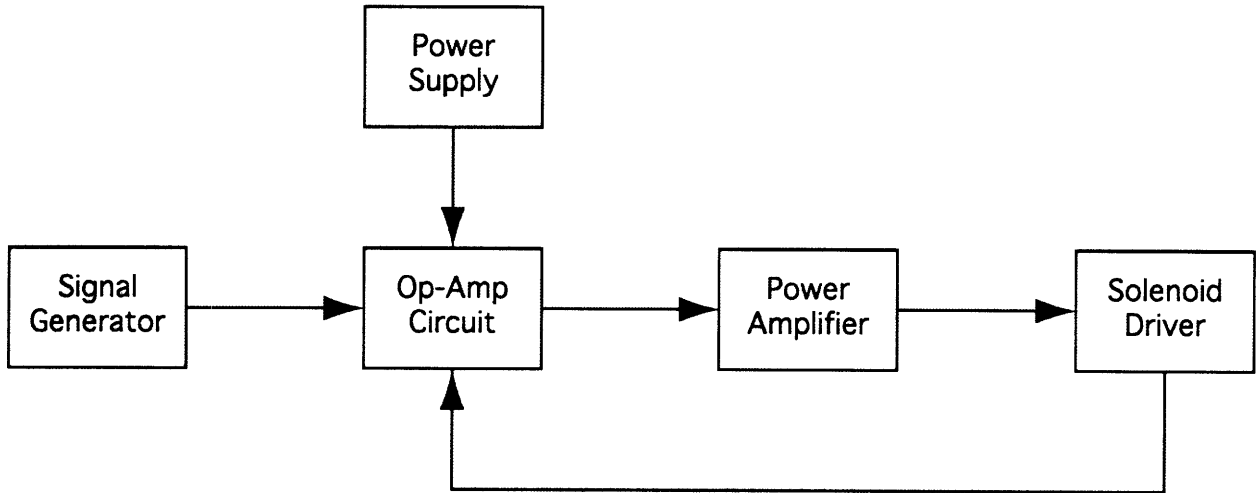 Power
Supply
Signal
Generator
Op-Amp
Circuit
Power
Amplifier
Solenoid
Driver